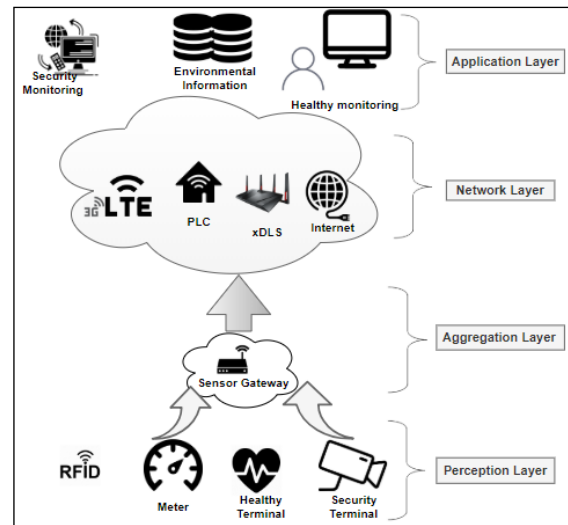 Security
Monitoring
Environmental
Information
Healthy monitoring
Application Layer
3G LTE
PLC
xDLS
Internet
Network Layer
Sensor Gateway
Aggregation Layer
RFID
Meter
Healthy
Terminal
Security
Terminal
Perception Layer